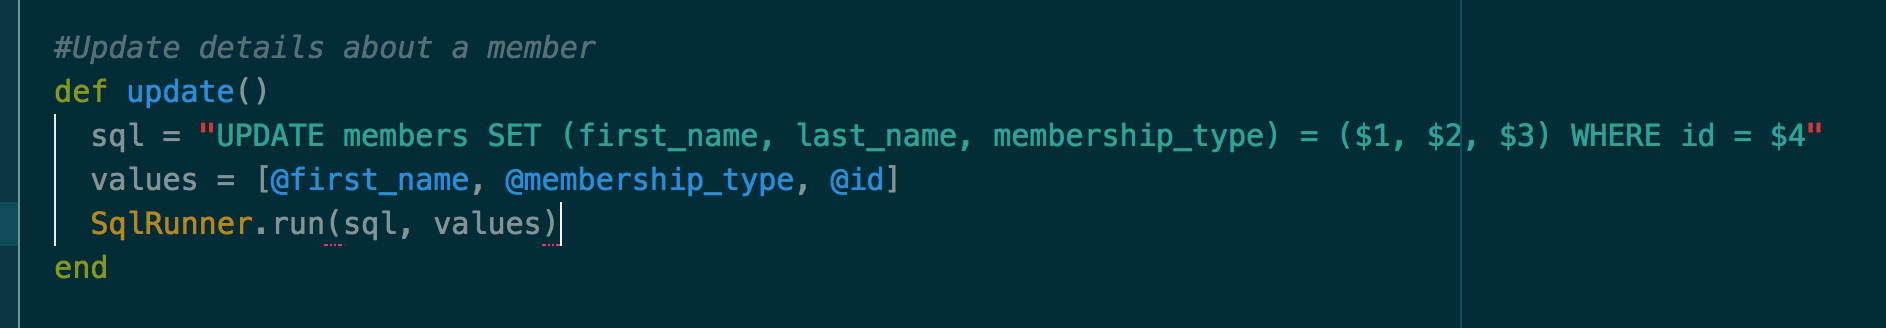 #Update details about a member
def update()
  sql = "UPDATE members SET (first_name, last_name, membership_type) = ($1, $2, $3) WHERE id = $4"
  values = [@first_name, @membership_type, @id]
  SqlRunner.run(sql, values)
end